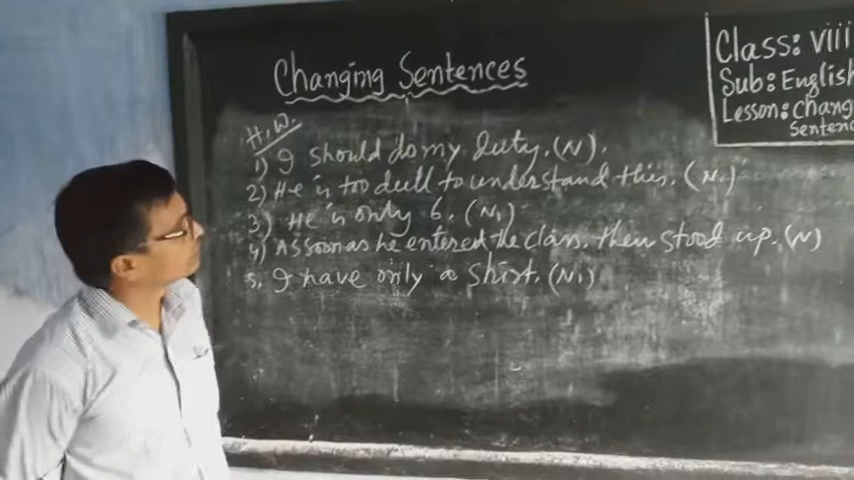 Changing Sentences
Class: viii
Sub: English
Lesson: Chang
Sentenc
H.W.
1) I should do my duty. (N).
2) He is too dull to understand this. (N.)
3) He is only 6. (N.)
4) As soon as he entered the class. then stood up. (N)
5. I have only a shirt. (N.)